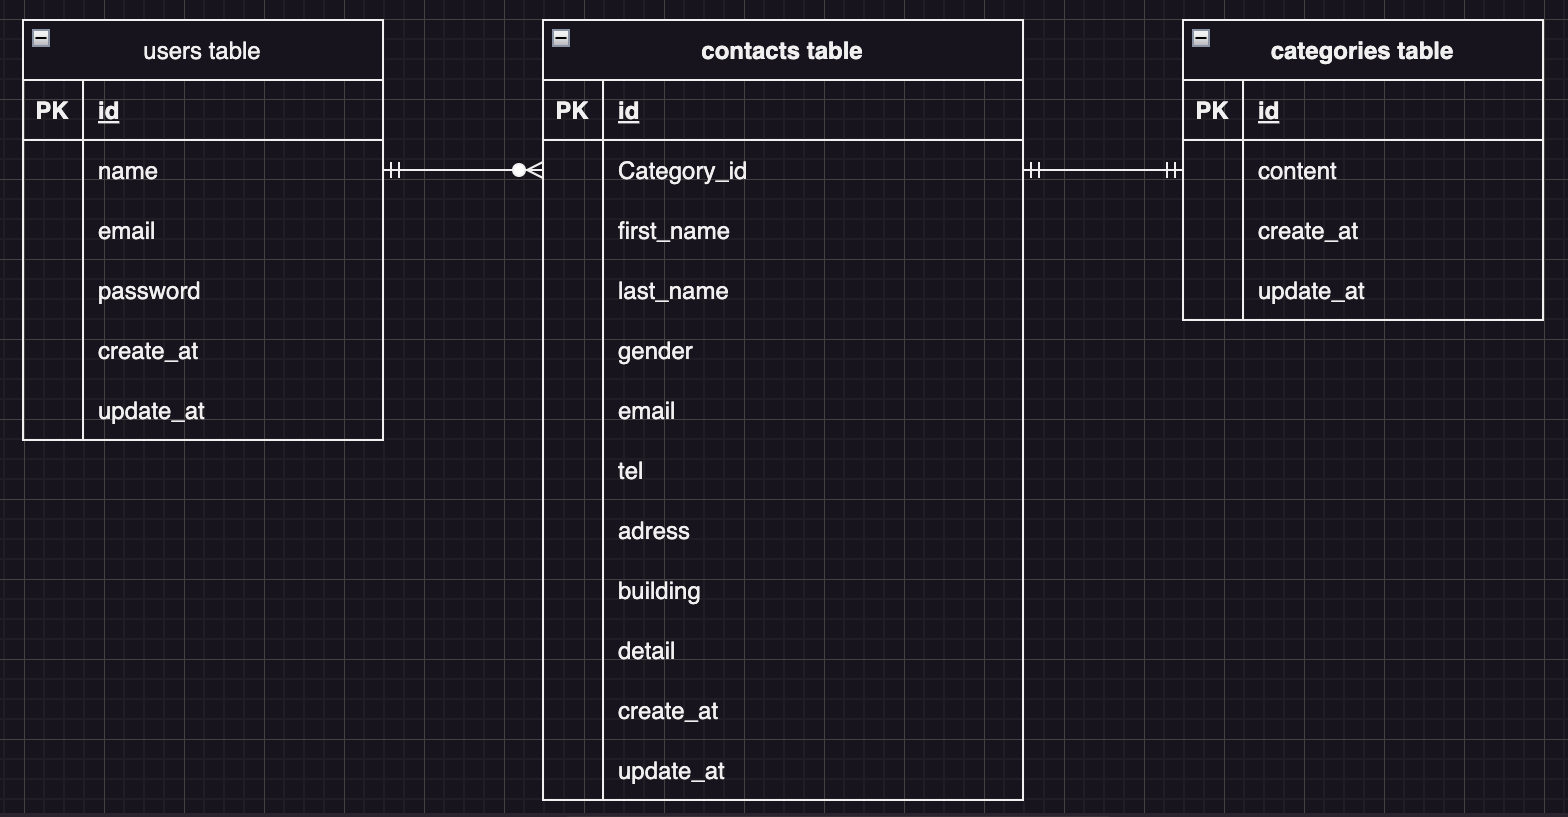 users table
PK id
name
email
password
create_at
update_at
contacts table
PK id
Category_id
first_name
last_name
gender
email
tel
adress
building
detail
create_at
update_at
categories table
PK id
content
create_at
update_at